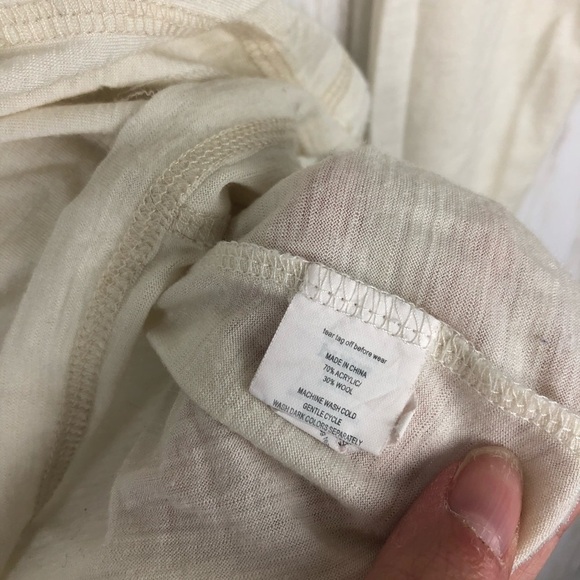 tear tag off before wear
MADE IN CHINA
70% ACRYLIC/
30% WOOL
MACHINE WASH COLD
GENTLE CYCLE
WASH DARK COLORS SEPARATELY